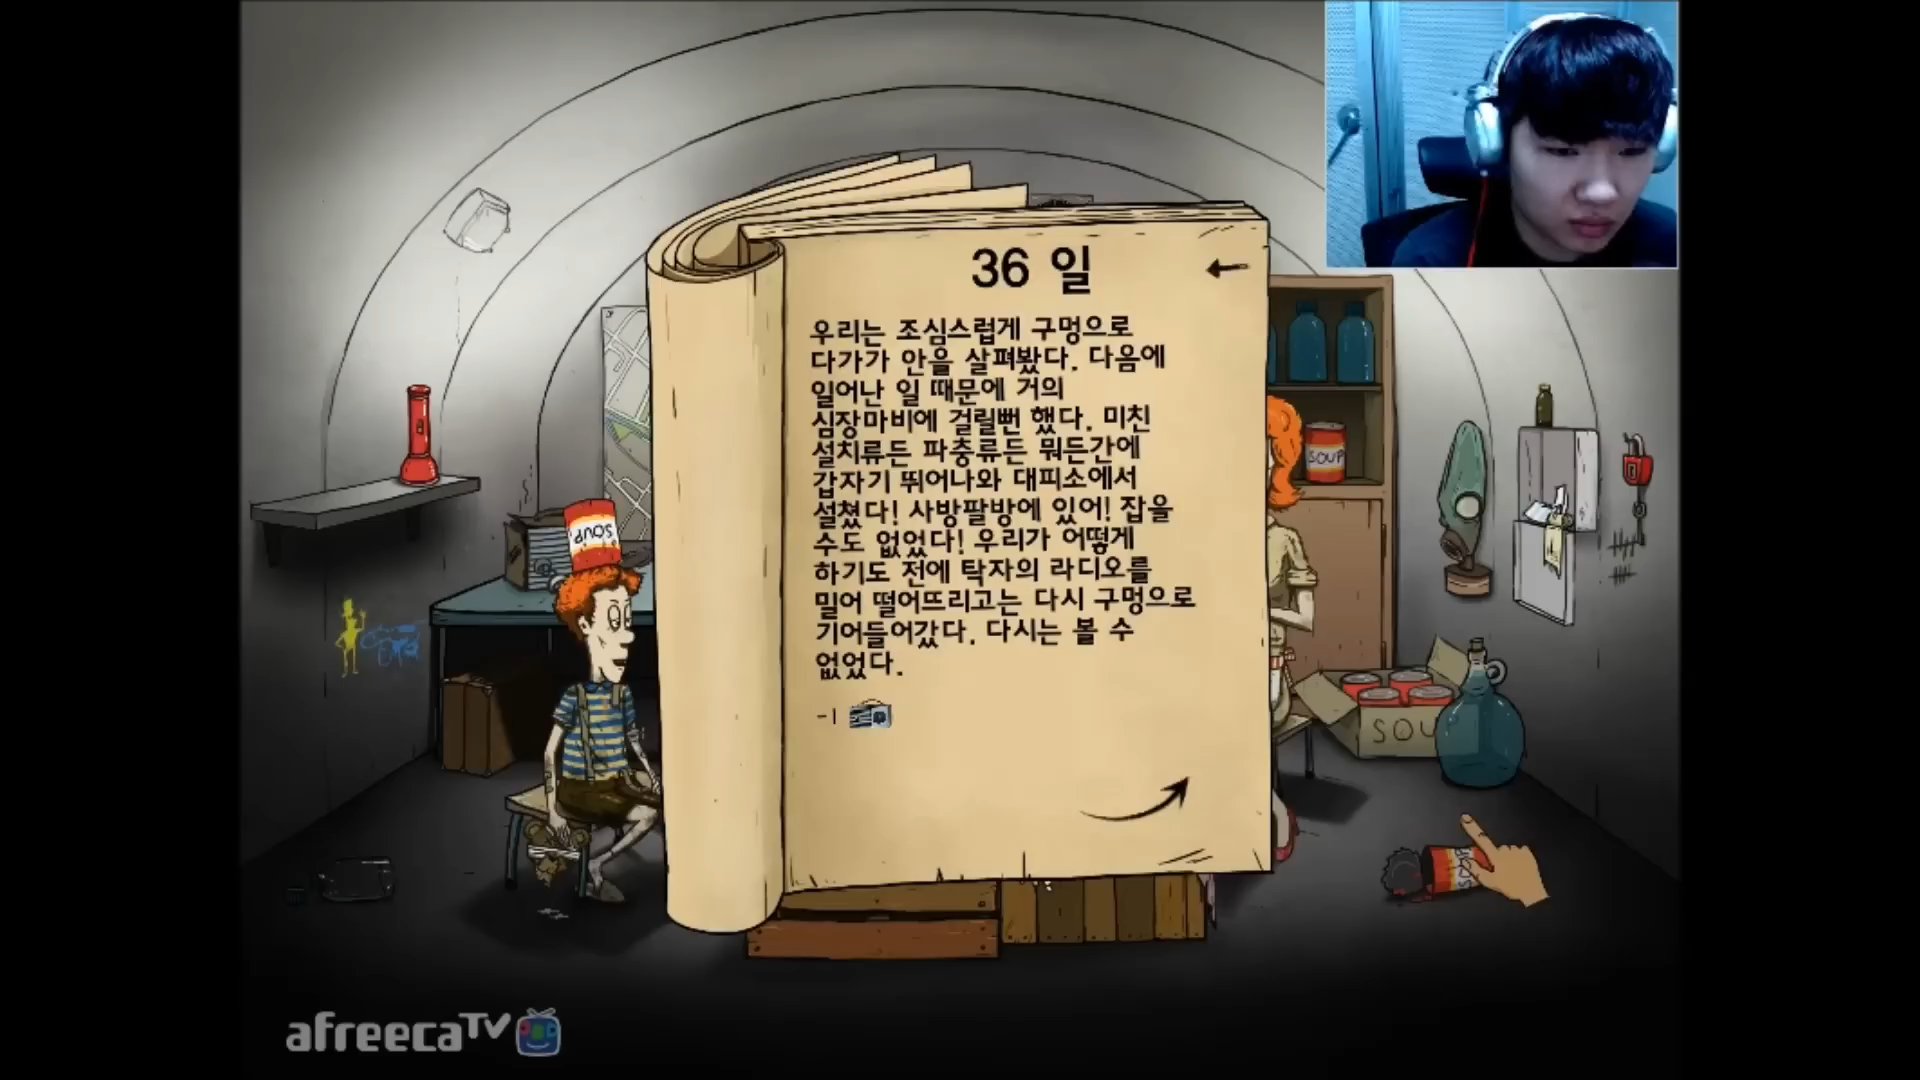 36 일
우리는 조심스럽게 구멍으로
다가가 안을 살펴봤다. 다음에
일어난 일 때문에 거의
심장마비에 걸릴뻔 했다. 미친
설치류든 파충류든 뭐든간에
갑자기 뛰어나와 대피소에서
설쳤다! 사방팔방에 있어! 잡을
수도 없었다! 우리가 어떻게
하기도 전에 탁자의 라디오를
밀어 떨어뜨리고는 다시 구멍으로
기어들어갔다. 다시는 볼 수
없었다.
-1
SOUP
SOUP
SOU
SOUP
afreecaTV